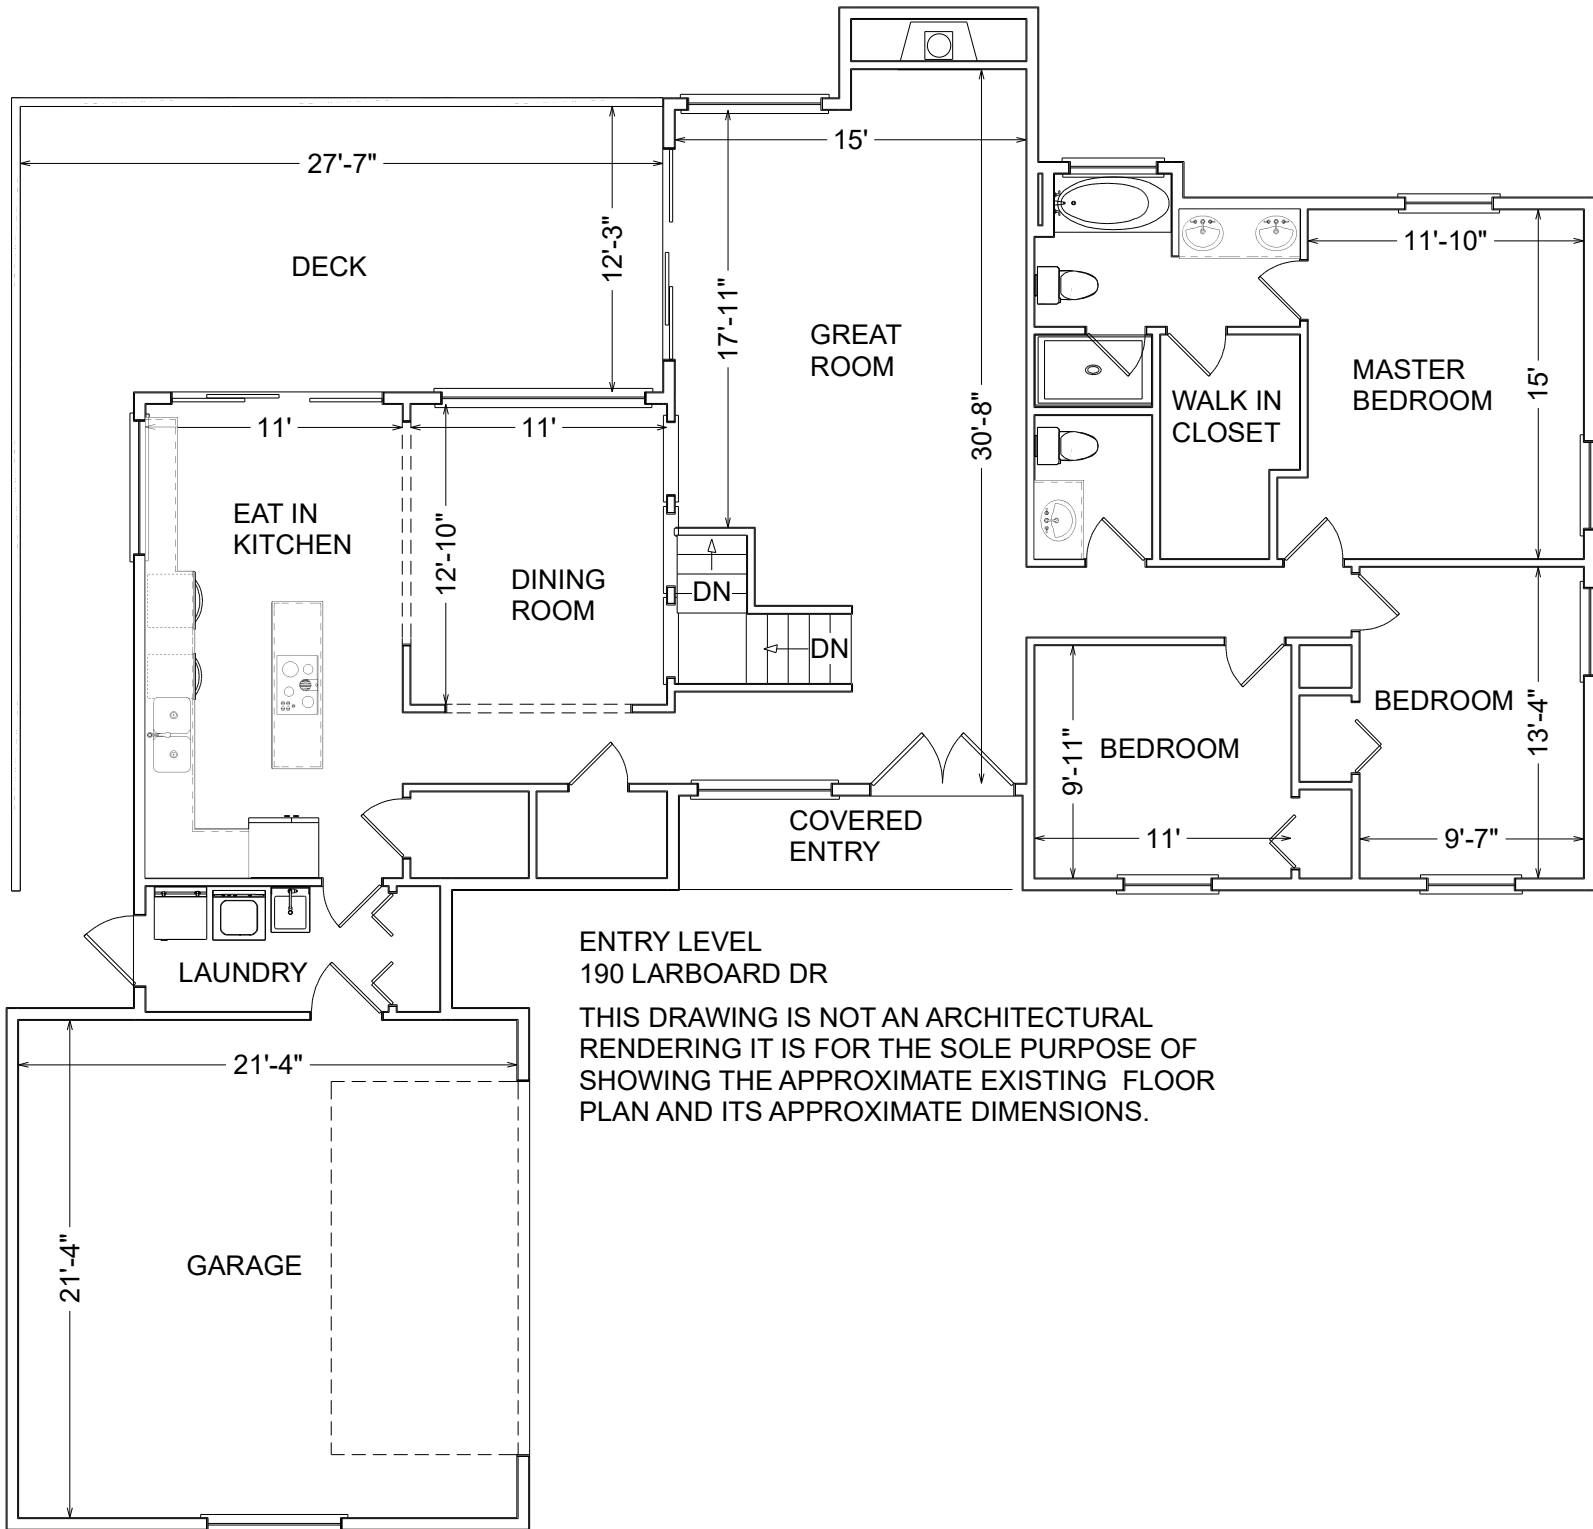 27'-7"
15'
12'-3"
DECK
11'-10"
17'-11"
GREAT
ROOM
30'-8"
MASTER
BEDROOM
15'
WALK IN
CLOSET
11'
11'
EAT IN
KITCHEN
12'-10"
DINING
ROOM
DN
DN
BEDROOM
13'-4"
BEDROOM
9'-11"
COVERED
ENTRY
11'
9'-7"
ENTRY LEVEL
190 LARBOARD DR
LAUNDRY
THIS DRAWING IS NOT AN ARCHITECTURAL
RENDERING IT IS FOR THE SOLE PURPOSE OF
SHOWING THE APPROXIMATE EXISTING FLOOR
PLAN AND ITS APPROXIMATE DIMENSIONS.
21'-4"
21'-4"
GARAGE